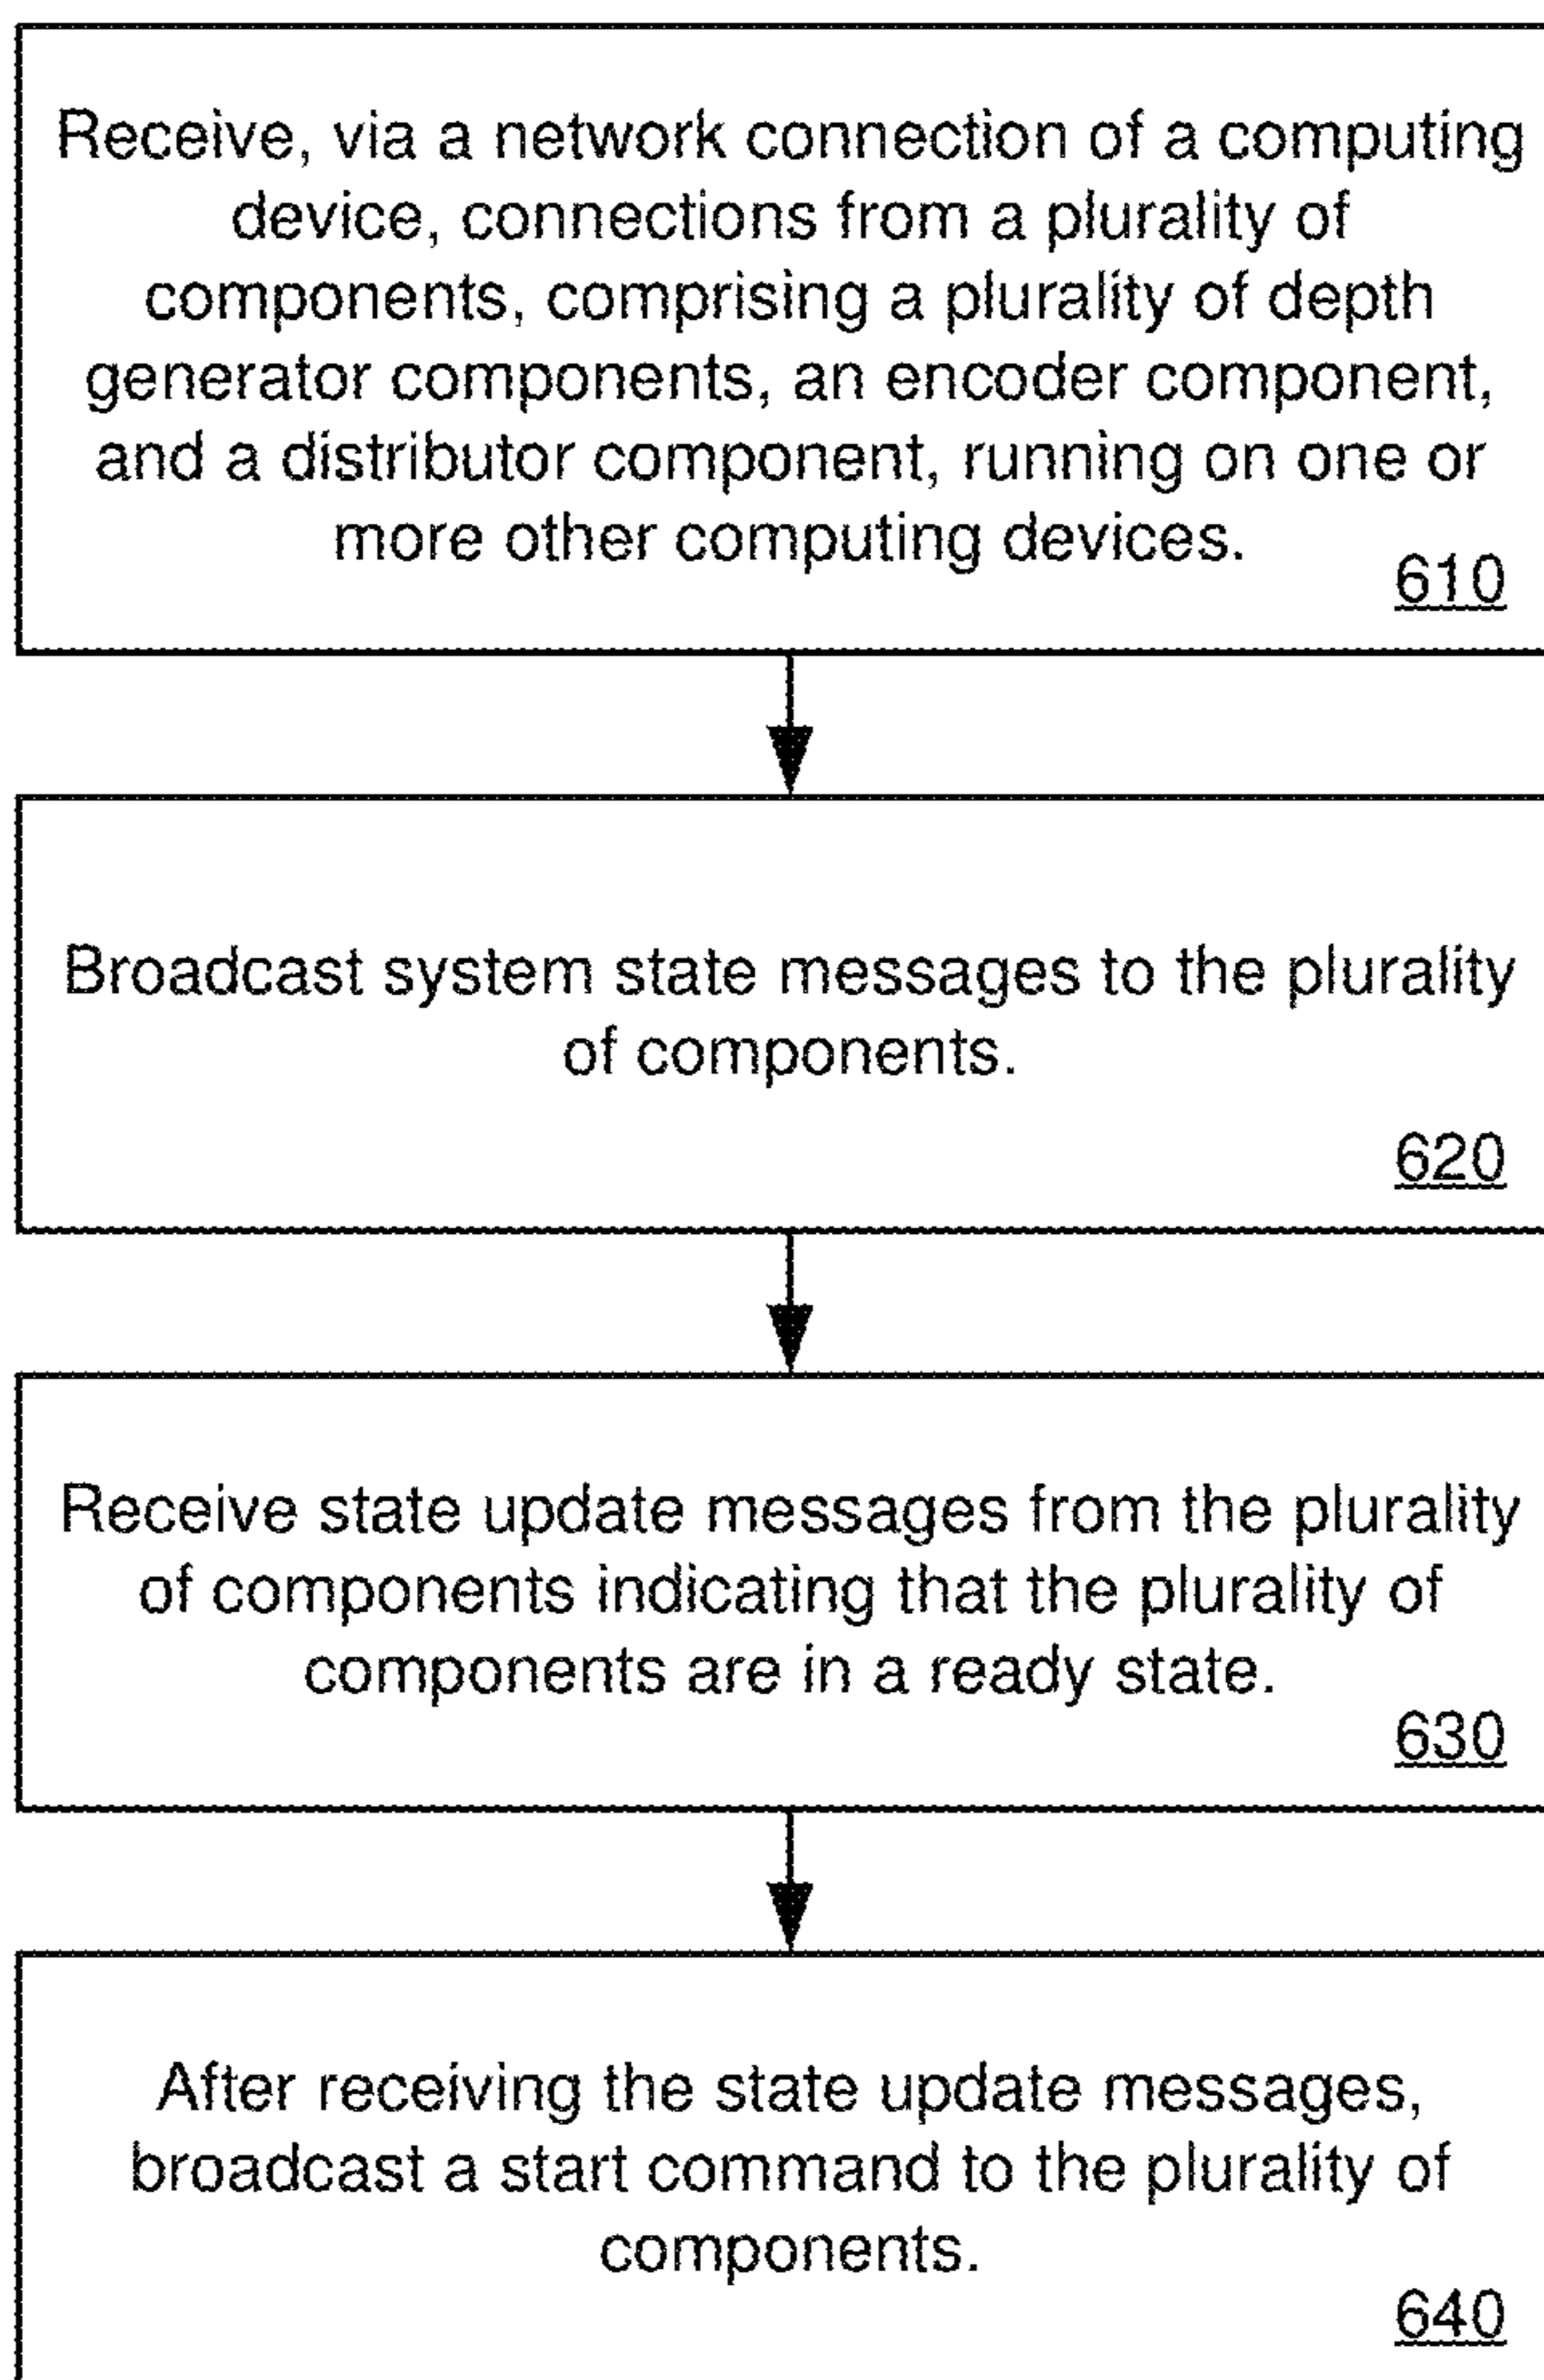 Receive, via a network connection of a computing
device, connections from a plurality of
components, comprising a plurality of depth
generator components, an encoder component,
and a distributor component, running on one or
more other computing devices.
610
Broadcast system state messages to the plurality
of components.
620
Receive state update messages from the plurality
of components indicating that the plurality of
components are in a ready state.
630
After receiving the state update messages,
broadcast a start command to the plurality of
components.
640